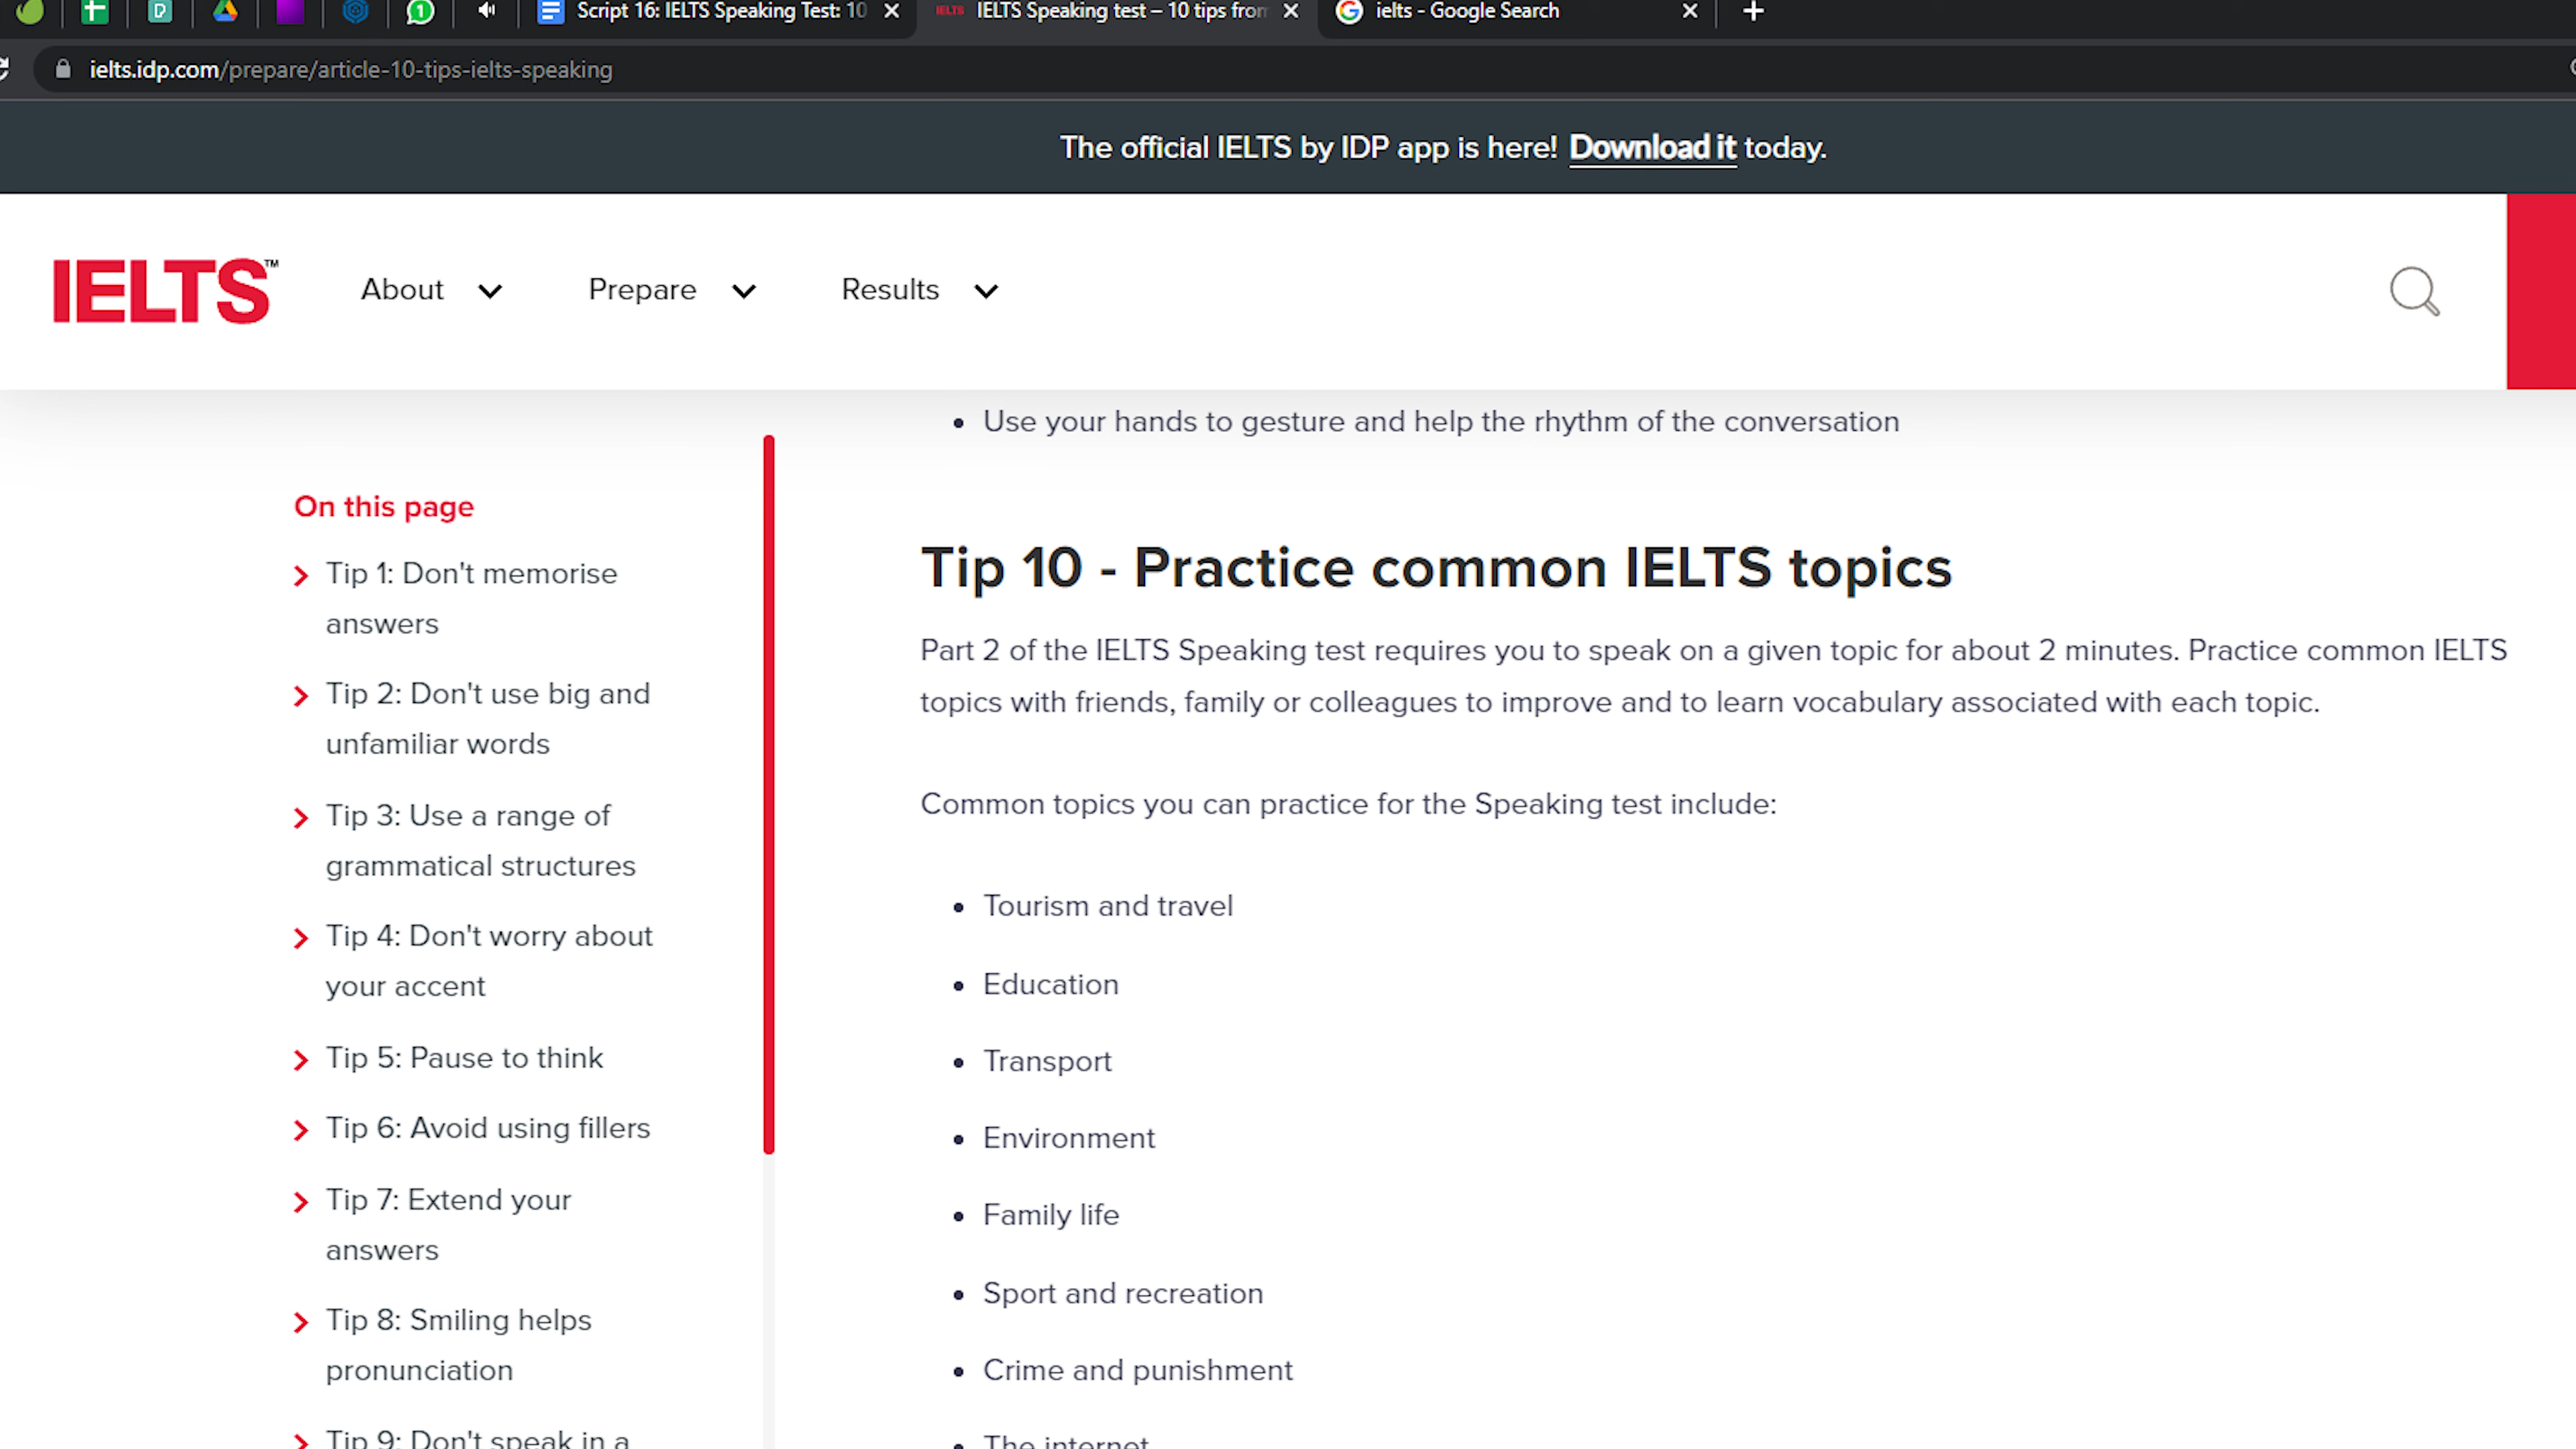 Script 16: IELTS Speaking Test: 10
IELTS
IELTS Speaking test – 10 tips from
ielts - Google Search
ielts.idp.com/prepare/article-10-tips-ielts-speaking
The official IELTS by IDP app is here! Download it today.
IELTS™
About
Prepare
Results
Use your hands to gesture and help the rhythm of the conversation
On this page
Tip 1: Don't memorise
answers
Tip 2: Don't use big and
unfamiliar words
Tip 3: Use a range of
grammatical structures
Tip 4: Don't worry about
your accent
Tip 5: Pause to think
Tip 6: Avoid using fillers
Tip 7: Extend your
answers
Tip 8: Smiling helps
pronunciation
Tip 9: Don't speak in a
Tip 10 - Practice common IELTS topics
Part 2 of the IELTS Speaking test requires you to speak on a given topic for about 2 minutes. Practice common IELTS
topics with friends, family or colleagues to improve and to learn vocabulary associated with each topic.
Common topics you can practice for the Speaking test include:
Tourism and travel
Education
Transport
Environment
Family life
Sport and recreation
Crime and punishment
The internet